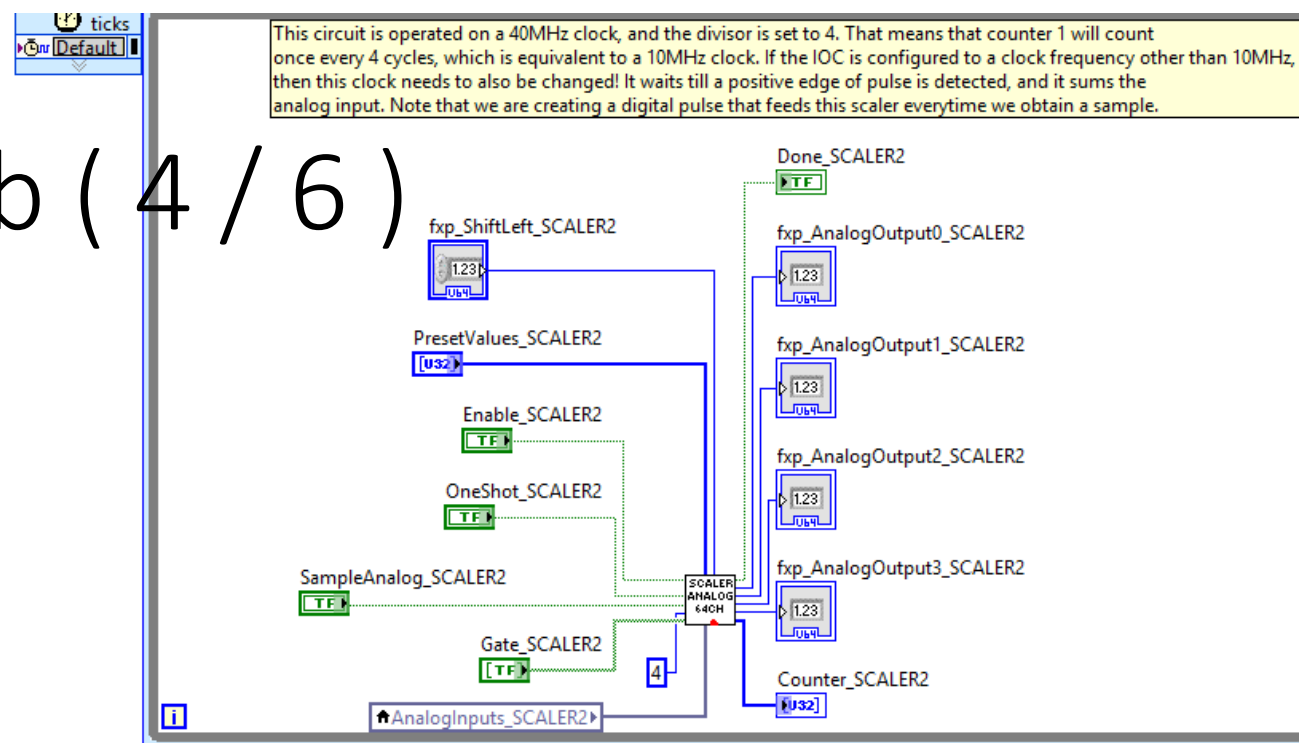 ticks
Default
This circuit is operated on a 40MHz clock, and the divisor is set to 4. That means that counter 1 will count
once every 4 cycles, which is equivalent to a 10MHz clock. If the IOC is configured to a clock frequency other than 10MHz,
then this clock needs to also be changed! It waits till a positive edge of pulse is detected, and it sums the
analog input. Note that we are creating a digital pulse that feeds this scaler everytime we obtain a sample.
b ( 4 / 6 )
Done_SCALER2
TF
fxp_ShiftLeft_SCALER2
1.23
U64
fxp_AnalogOutput0_SCALER2
1.23
U64
PresetValues_SCALER2
[U32]
fxp_AnalogOutput1_SCALER2
1.23
U64
Enable_SCALER2
TF
fxp_AnalogOutput2_SCALER2
1.23
U64
OneShot_SCALER2
TF
SampleAnalog_SCALER2
TF
SCALER
ANALOG
64CH
fxp_AnalogOutput3_SCALER2
1.23
U64
Gate_SCALER2
[TF]
4
Counter_SCALER2
[U32]
i
AnalogInputs_SCALER2